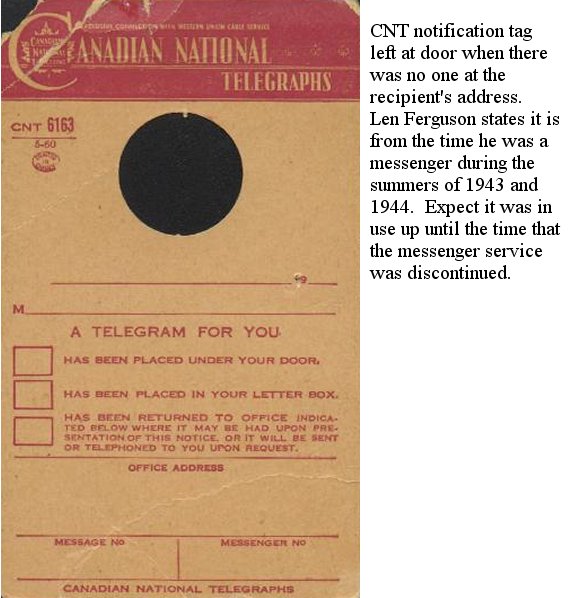 EXCLUSIVE CONNECTION WITH WESTERN UNION CABLE SERVICE
CANADIAN NATIONAL
CANADIAN NATIONAL
TELEGRAPHS
CNT 6163
5-60
M
A TELEGRAM FOR YOU
HAS BEEN PLACED UNDER YOUR DOOR.
HAS BEEN PLACED IN YOUR LETTER BOX.
HAS BEEN RETURNED TO OFFICE INDICA-
TED BELOW WHERE IT MAY BE HAD UPON PRE-
SENTATION OF THIS NOTICE, OR IT WILL BE SENT
OR TELEPHONED TO YOU UPON REQUEST.
OFFICE ADDRESS
MESSAGE NO
MESSENGER NO
CANADIAN NATIONAL TELEGRAPHS
CNT notification tag
left at door when there
was no one at the
recipient's address.
Len Ferguson states it is
from the time he was a
messenger during the
summers of 1943 and
1944. Expect it was in
use up until the time that
the messenger service
was discontinued.